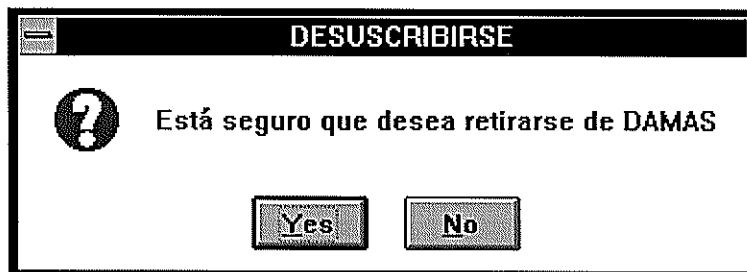 DESUSCRIBIRSE
Está seguro que desea retirarse de DAMAS
Yes No